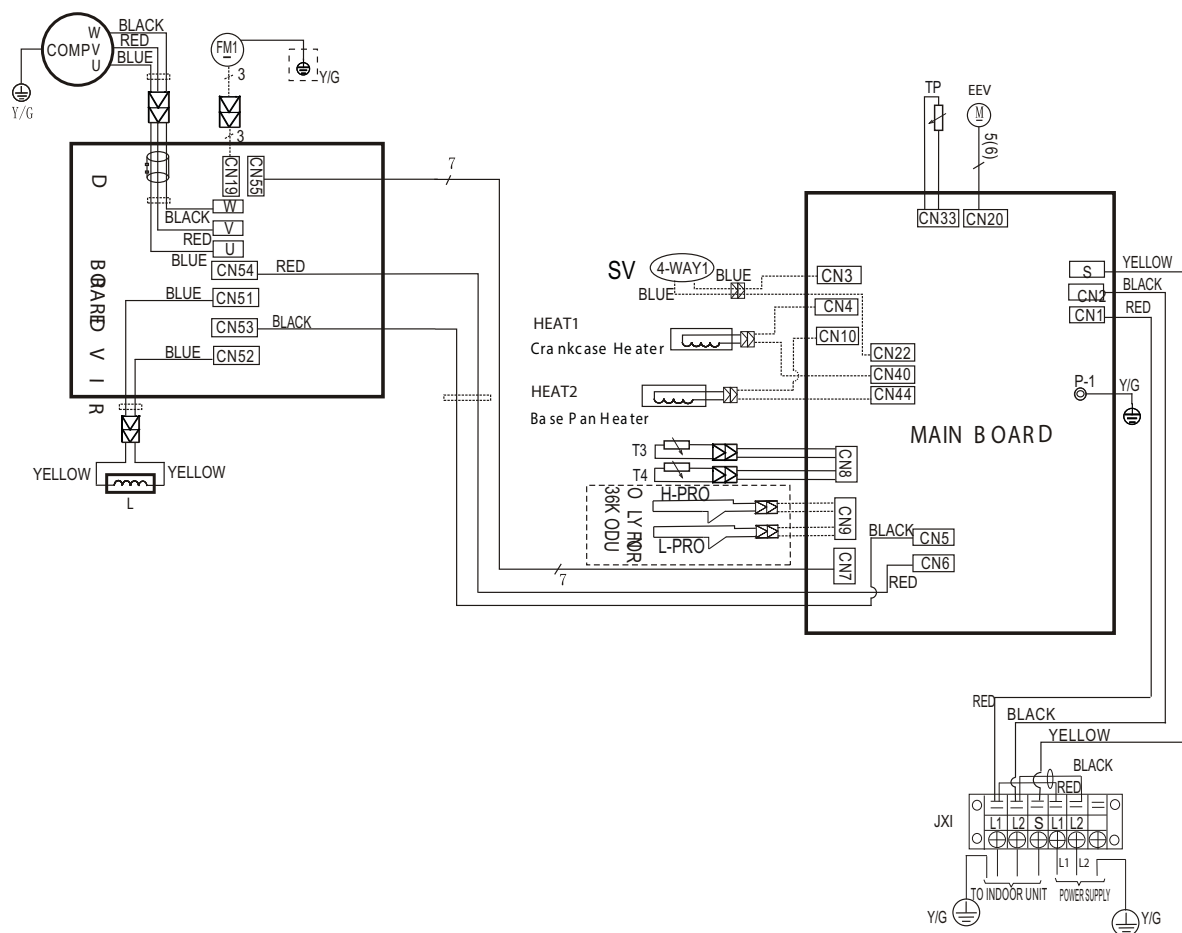 COMP
W
V
U
BLACK
RED
BLUE
Y/G
FM1
3
Y/G
3
CN19
CN55
7
W
BLACK
V
RED
U
BLUE
CN54
RED
BLUE
CN51
CN53
BLACK
BLUE
CN52
YELLOW
YELLOW
L
TP
EEV
M
5(6)
CN33
CN20
SV
4-WAY1
BLUE
BLUE
CN3
CN4
HEAT1
Crankcase Heater
CN10
CN22
CN40
HEAT2
CN44
Base Pan Heater
T3
T4
CN8
H-PRO
L-PRO
36K ODU
CN9
BLACK
CN5
CN6
RED
CN7
7
MAIN BOARD
S
YELLOW
CN2
BLACK
CN1
RED
P-1
Y/G
RED
BLACK
YELLOW
BLACK
RED
JX1
L1 L2 S L1 L2
L1 L2
TO INDOOR UNIT
POWER SUPPLY
Y/G
Y/G